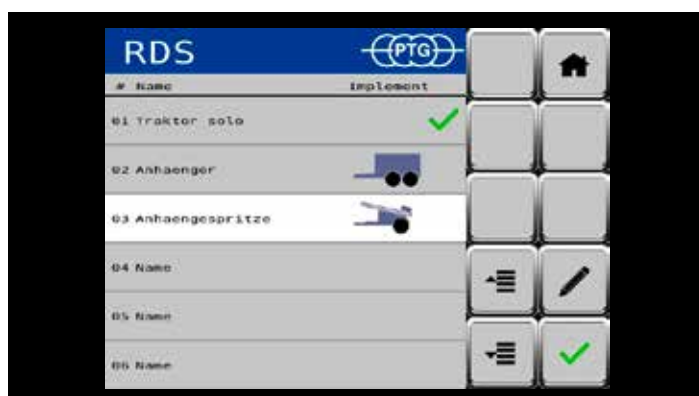 RDS PTG
# Name Implement
01 Traktor solo
02 Anhaenger
03 Anhaengespritze
04 Name
05 Name
06 Name